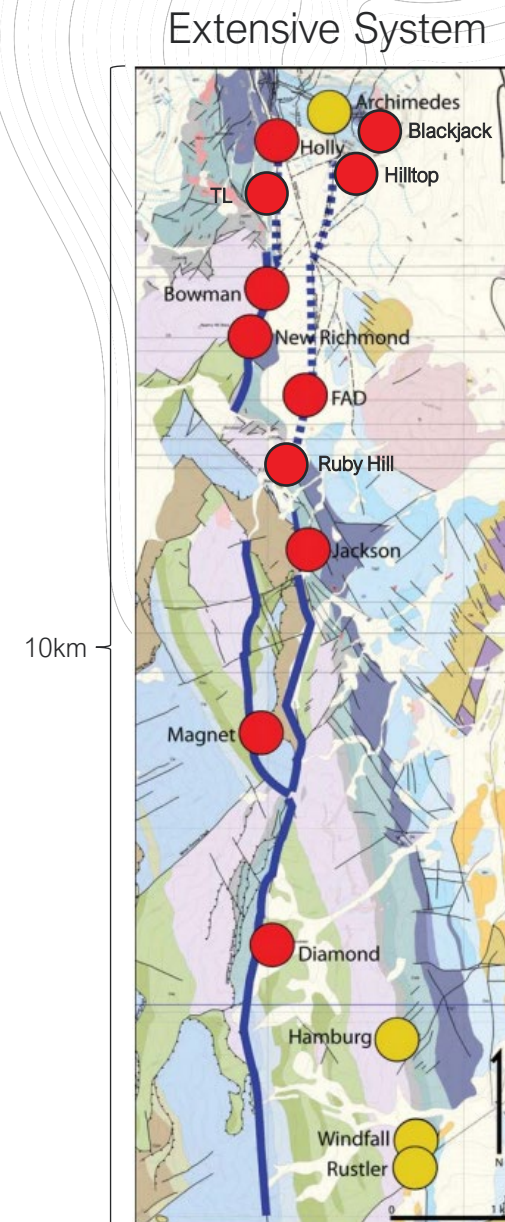 Extensive System
Archimedes
Blackjack
Holly
Hilltop
TL
Bowman
New Richmond
FAD
Ruby Hill
Jackson
10km
Magnet
Diamond
Hamburg
Windfall
Rustler
N
0 1